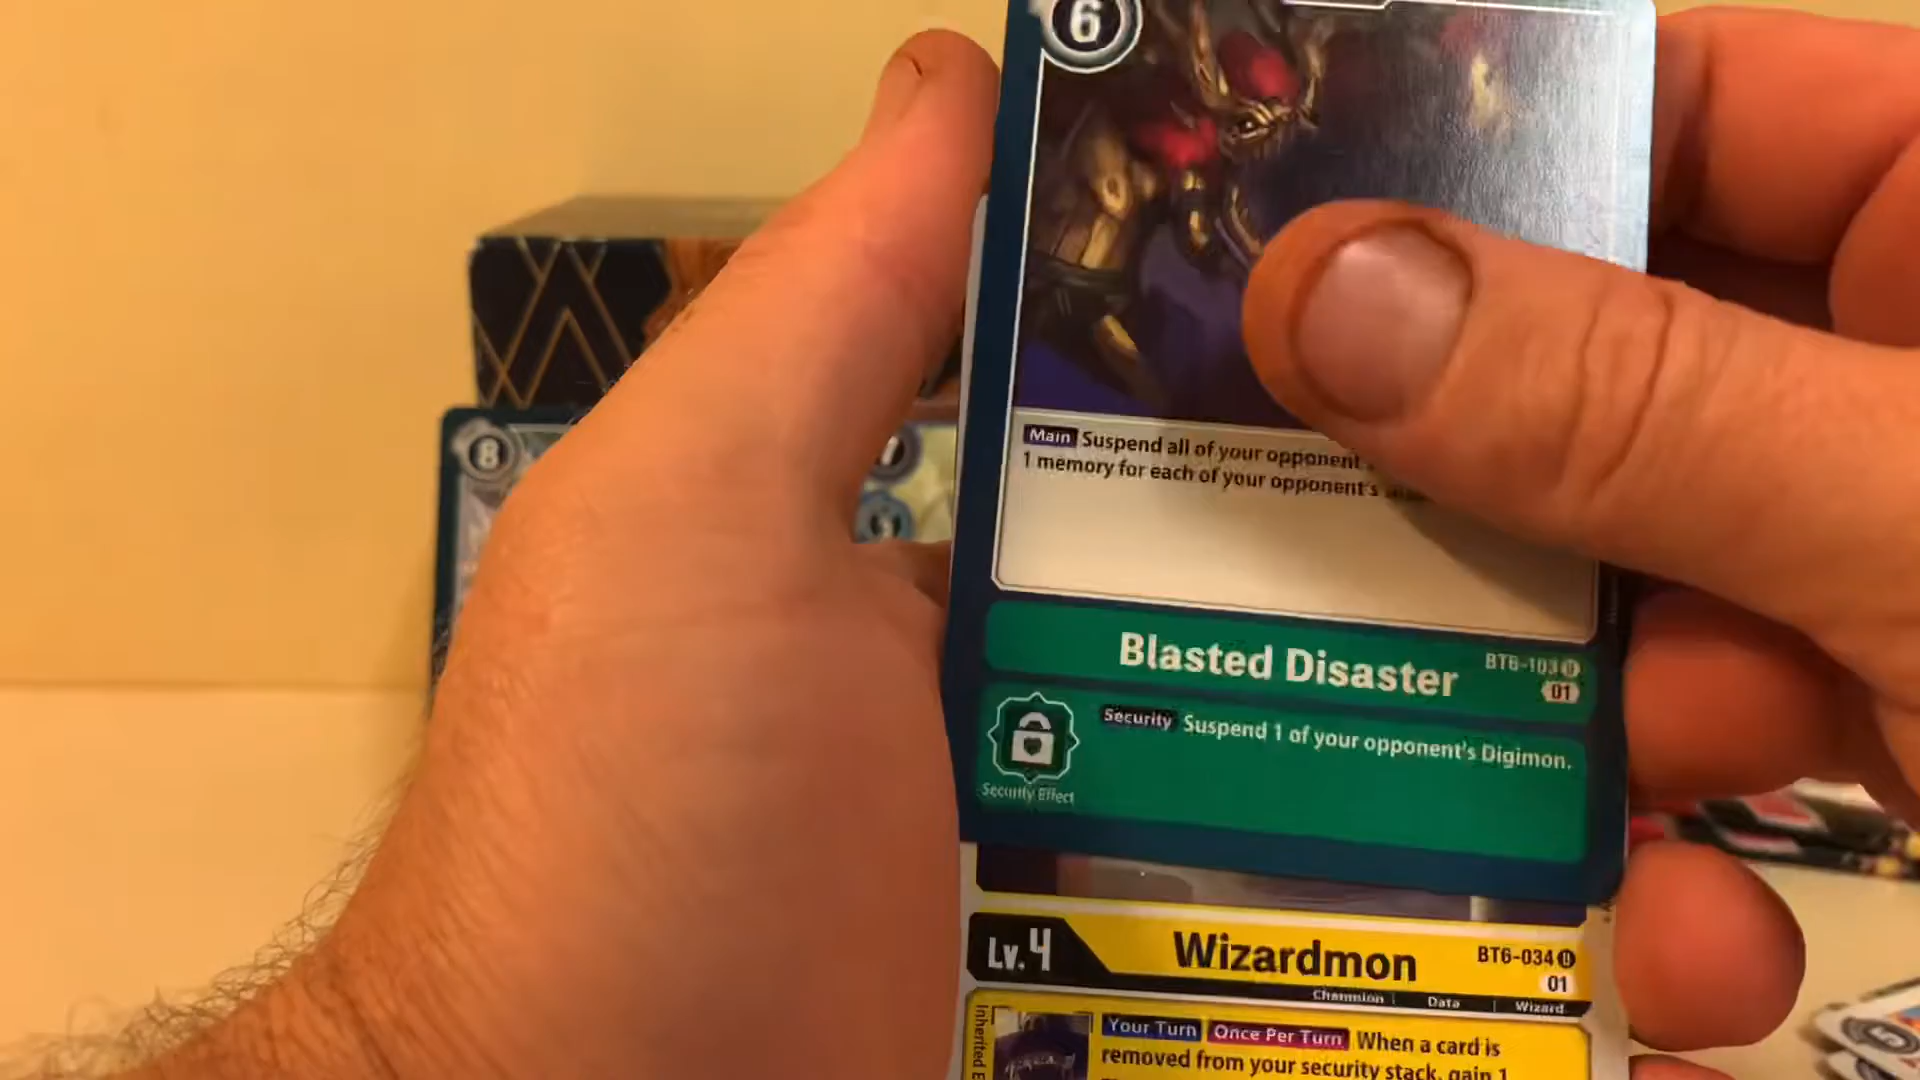 6
8
7
Main Suspend all of your opponent
1 memory for each of your opponent's
Blasted Disaster
BT6-103 U
01
Security Suspend 1 of your opponent's Digimon.
Security Effect
Lv.4
Wizardmon
BT6-034 U
01
Champion | Data | Wizard
Inherited E
Your Turn Once Per Turn When a card is
removed from your security stack, gain 1